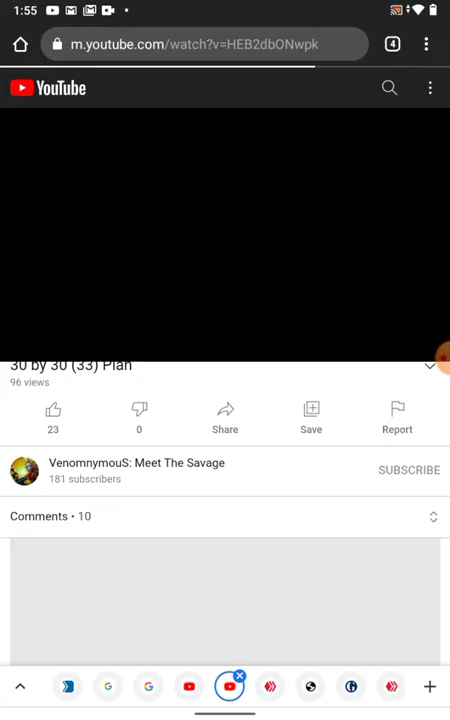 1:55
m.youtube.com/watch?v=HEB2dbONwpk
4
YouTube
30 by 30 (33) Plan
96 views
23
0
Share
Save
Report
VenomnymouS: Meet The Savage
181 subscribers
SUBSCRIBE
Comments • 10